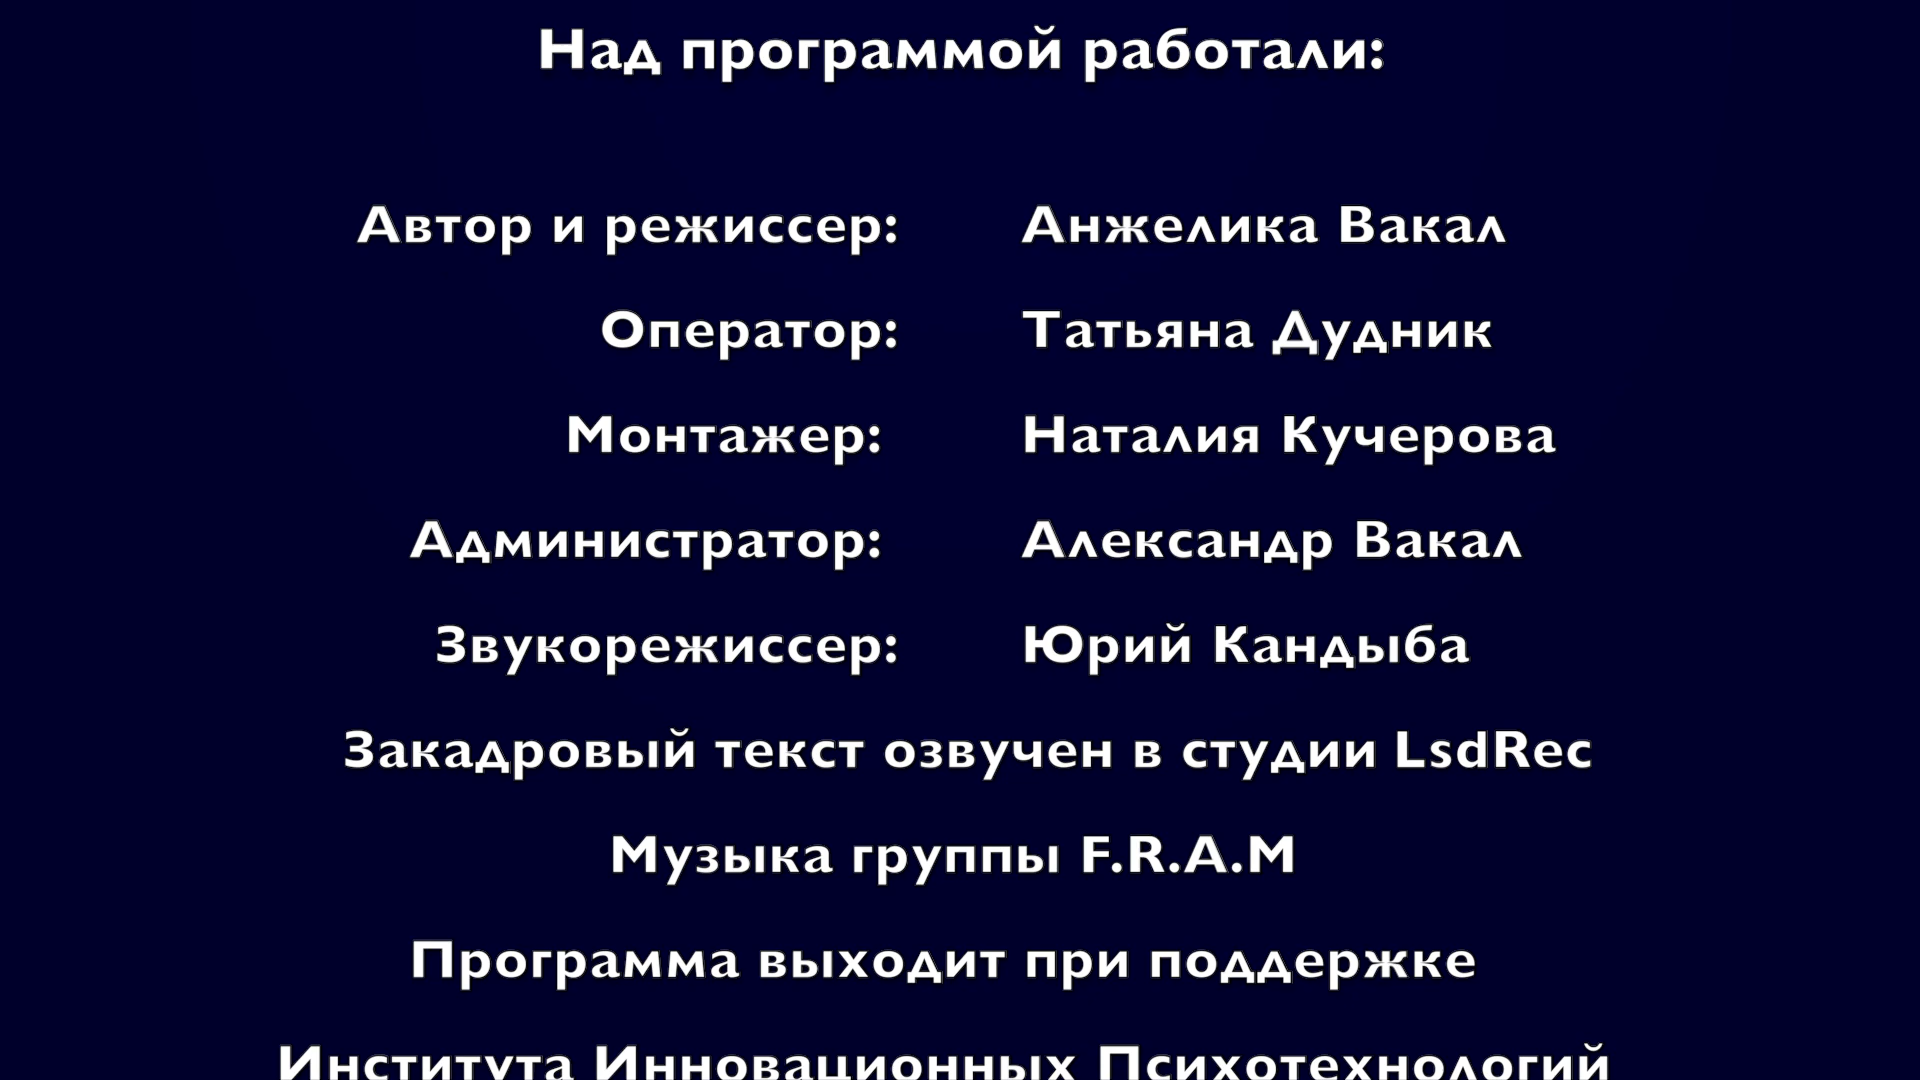 Над программой работали:
Автор и режиссер: Анжелика Вакал
Оператор: Татьяна Дудник
Монтажер: Наталия Кучерова
Администратор: Александр Вакал
Звукорежиссер: Юрий Кандыба
Закадровый текст озвучен в студии LsdRec
Музыка группы F.R.A.M
Программа выходит при поддержке
Института Инновационных Психотехнологий